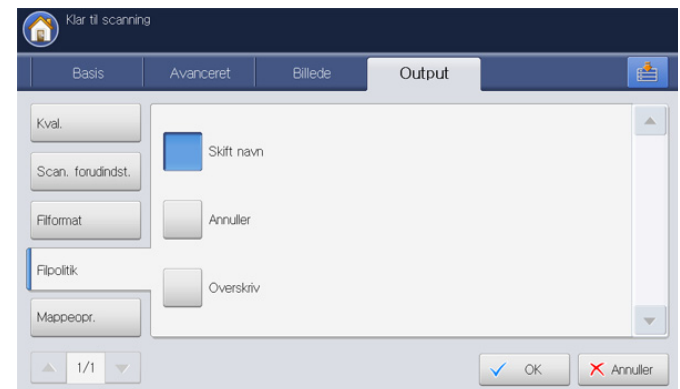 Klar til scanning
Basis
Avanceret
Billede
Output
Kval.
Scan. forudindst.
Filformat
Filpolitik
Mappeopr.
Skift navn
Annuller
Overskriv
1/1
OK
Annuller